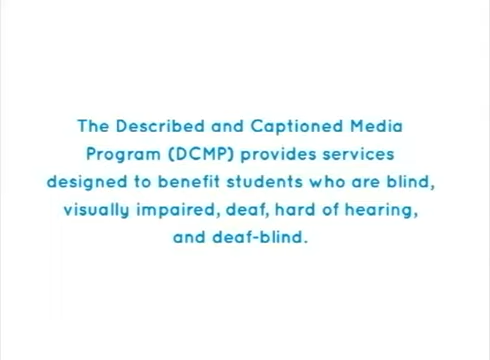 The Described and Captioned Media
Program (DCMP) provides services
designed to benefit students who are blind,
visually impaired, deaf, hard of hearing,
and deaf-blind.